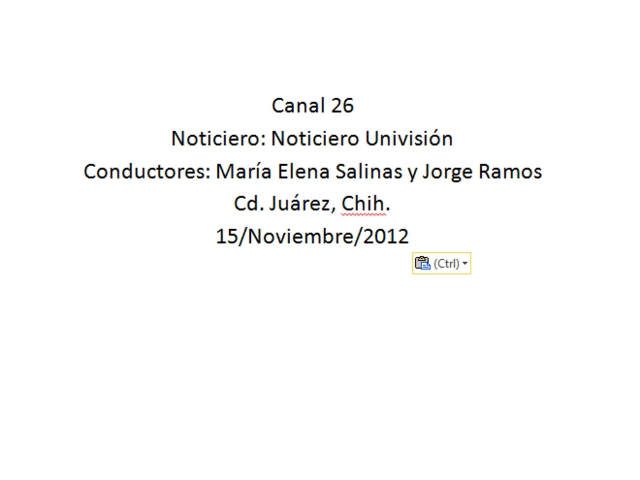 Canal 26
Noticiero: Noticiero Univisión
Conductores: María Elena Salinas y Jorge Ramos
Cd. Juárez, Chih.
15/Noviembre/2012
(Ctrl)